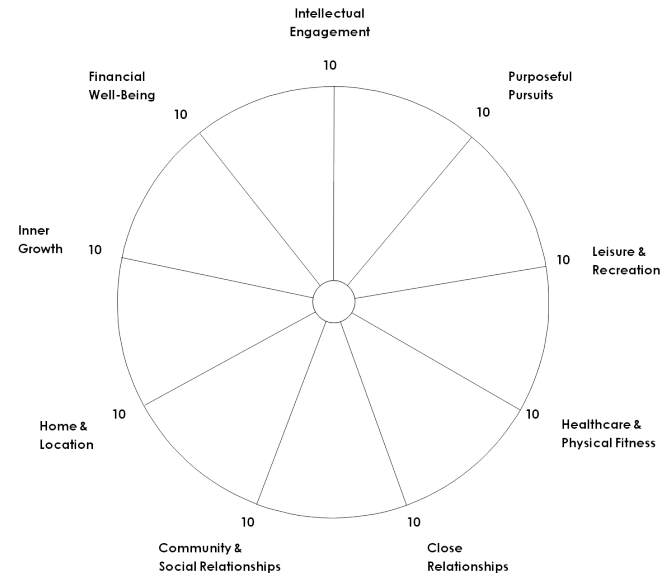 Intellectual
Engagement
10
Financial
Well-Being
10
Purposeful
Pursuits
10
Inner
Growth
10
Leisure &
Recreation
10
Home &
Location
10
Healthcare &
Physical Fitness
10
Community &
Social Relationships
10
Close
Relationships
10